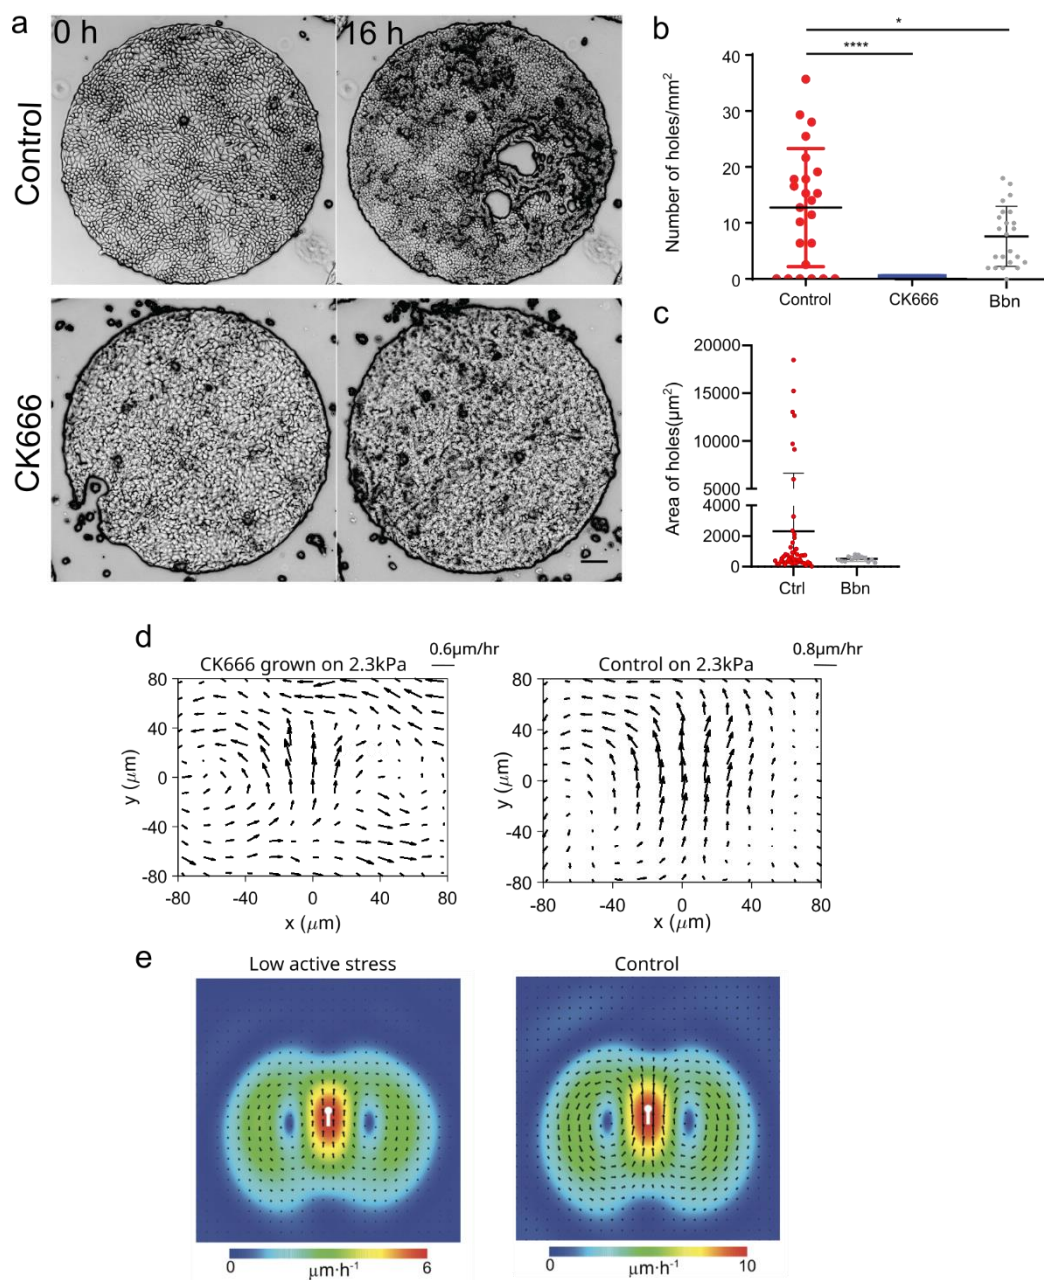 a
0 h
16 h
Control
CK666
b
*
****
Number of holes/mm²
40
30
20
10
0
Control
CK666
Bbn
c
Area of holes(µm²)
20000
15000
10000
5000
4000
2000
0
Ctrl
Bbn
d
CK666 grown on 2.3kPa
0.6µm/hr
80
40
0
-40
-80
y (µm)
-80
-40
0
40
80
x (µm)
Control on 2.3kPa
0.8µm/hr
80
40
0
-40
-80
y (µm)
-80
-40
0
40
80
x (µm)
e
Low active stress
0
6
µm·h⁻¹
Control
0
10
µm·h⁻¹